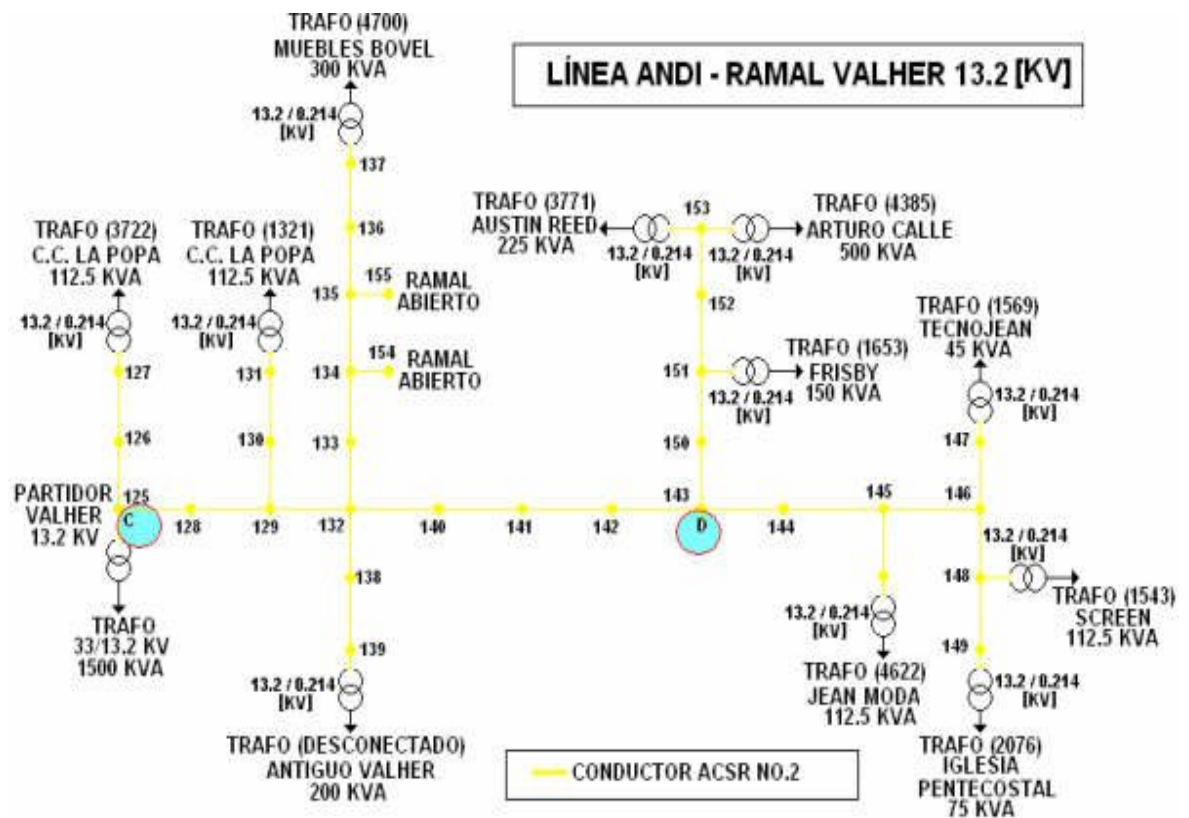 TRAFO (4700)
MUEBLES BOVEL
300 KVA
LÍNEA ANDI - RAMAL VALHER 13.2 [KV]
13.2 / 0.214
[KV]
137
TRAFO (3722)
C.C. LA POPA
112.5 KVA
TRAFO (1321)
C.C. LA POPA
112.5 KVA
136
TRAFO (3771)
AUSTIN REED
225 KVA
153
TRAFO (4385)
ARTURO CALLE
500 KVA
13.2 / 0.214
[KV]
13.2 / 0.214
[KV]
155
135
RAMAL
ABIERTO
152
13.2 / 0.214
[KV]
13.2 / 0.214
[KV]
TRAFO (1569)
TECNOJEAN
45 KVA
127
131
154
134
RAMAL
ABIERTO
151
TRAFO (1653)
FRISBY
150 KVA
13.2 / 0.214
[KV]
13.2 / 0.214
[KV]
126
130
133
150
147
PARTIDOR
VALHER
13.2 KV
125
C
128
129
132
140
141
142
143
D
144
145
146
13.2 / 0.214
[KV]
138
148
TRAFO (1543)
SCREEN
112.5 KVA
TRAFO
33/13.2 KV
1500 KVA
139
13.2 / 0.214
[KV]
13.2 / 0.214
[KV]
TRAFO (4622)
JEAN MODA
112.5 KVA
149
13.2 / 0.214
[KV]
TRAFO (DESCONECTADO)
ANTIGUO VALHER
200 KVA
CONDUCTOR ACSR NO.2
TRAFO (2076)
IGLESIA
PENTECOSTAL
75 KVA